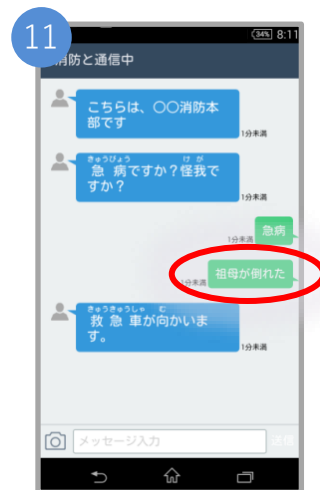 11
34% 8:11
消防と通信中
こちらは、〇〇消防本
部です
1分未満
きゅうびょう けが
急 病ですか？怪我で
すか？
1分未満
急病
1分未満
祖母が倒れた
1分未満
きゅうきゅうしゃ む
救 急 車が向かいま
す。
1分未満
メッセージ入力
送信